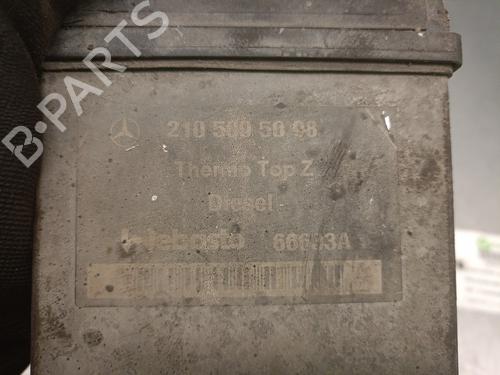 B-PARTS
210 500 50 98
Thermo Top Z
Diesel
Webasto 66693A